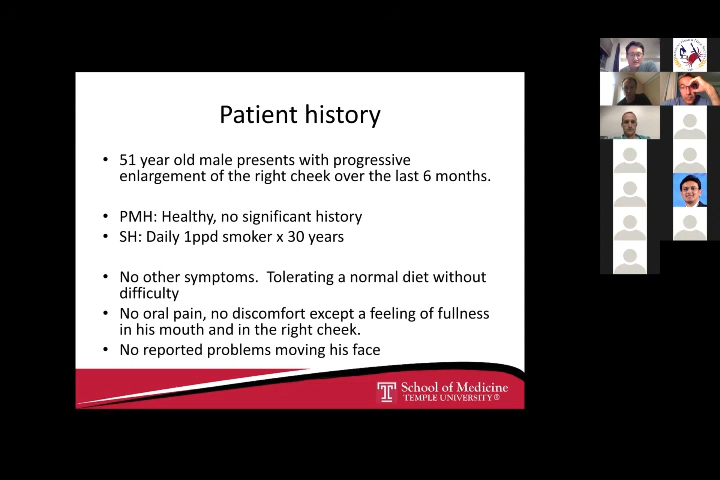 Patient history
• 51 year old male presents with progressive
enlargement of the right cheek over the last 6 months.
• PMH: Healthy, no significant history
• SH: Daily 1ppd smoker x 30 years
• No other symptoms.  Tolerating a normal diet without
difficulty
• No oral pain, no discomfort except a feeling of fullness
in his mouth and in the right cheek.
• No reported problems moving his face
T School of Medicine
TEMPLE UNIVERSITY®